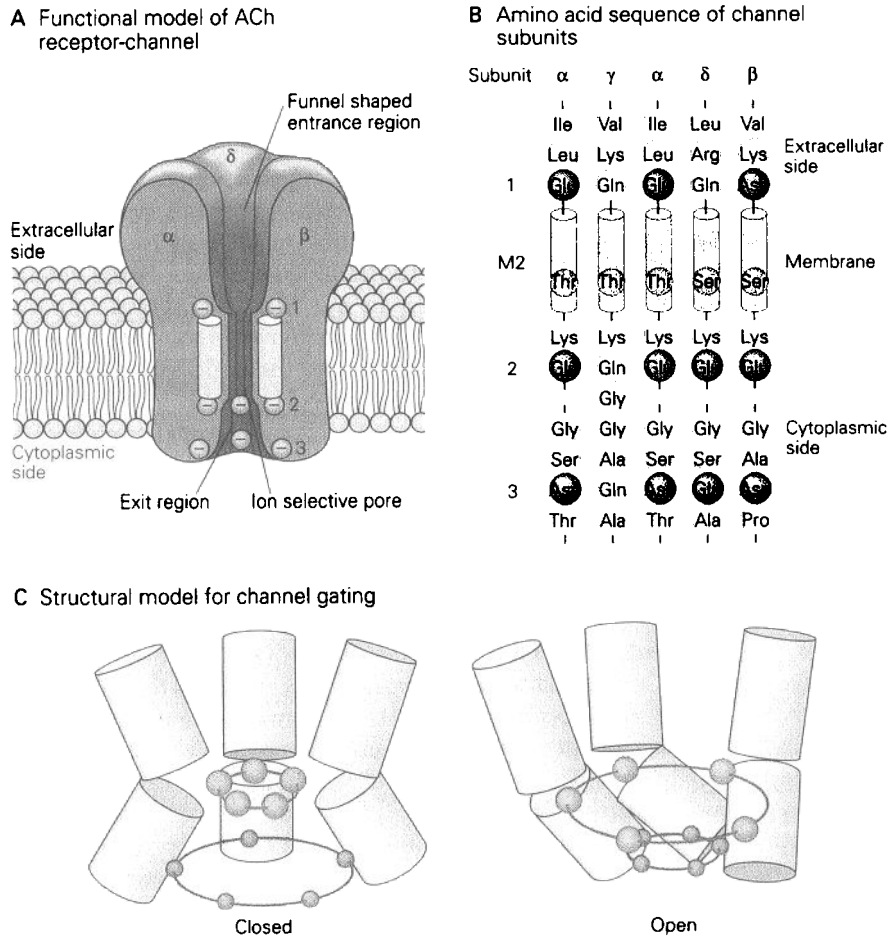 A Functional model of ACh
receptor-channel
Funnel shaped
entrance region
δ
Extracellular
side
α
β
− − 1
− − − 2
− − − 3
Cytoplasmic
side
Exit region
Ion selective pore
B Amino acid sequence of channel
subunits
Subunit α γ α δ β
Ile Val Ile Leu Val
Leu Lys Leu Arg Lys
Extracellular
side
1 Gln Gln
M2 Thr Thr Thr Ser Ser
Membrane
Lys Lys Lys Lys
2 Gln
Gly
Gly Gly Gly Gly Gly
Ser Ala Ser Ser Ala
Cytoplasmic
side
3 Gln
Thr Ala Thr Ala Pro
C Structural model for channel gating
Closed
Open